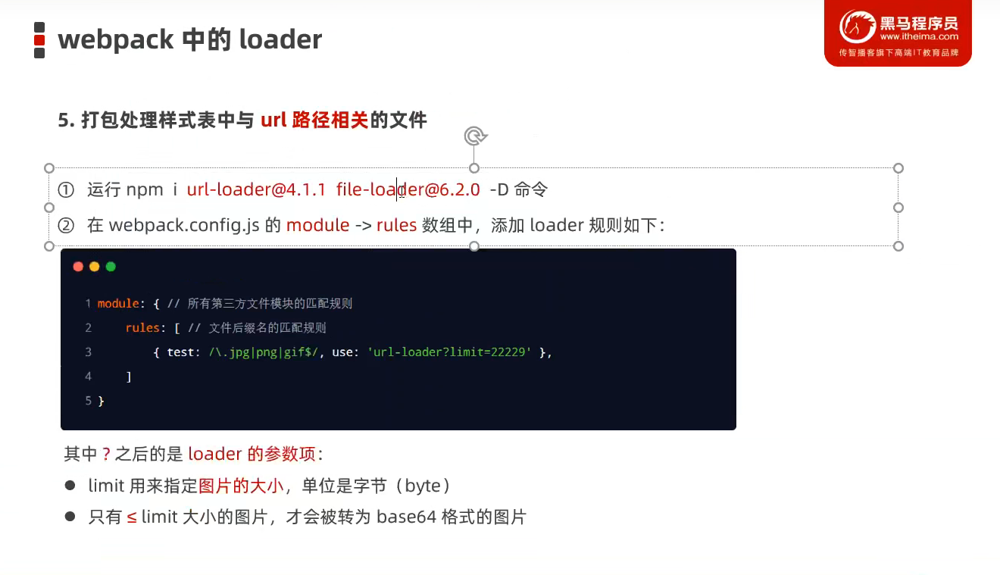 webpack 中的 loader
黑马程序员
www.itheima.com
传智播客旗下高端IT教育品牌
5. 打包处理样式表中与 url 路径相关的文件
① 运行 npm i url-loader@4.1.1 file-loader@6.2.0 -D 命令
② 在 webpack.config.js 的 module -> rules 数组中，添加 loader 规则如下：
1 module: { // 所有第三方文件模块的匹配规则
2 rules: [ // 文件后缀名的匹配规则
3 { test: /\.jpg|png|gif$/, use: 'url-loader?limit=22229' },
4 ]
5 }
其中 ? 之后的是 loader 的参数项：
● limit 用来指定图片的大小，单位是字节（byte）
● 只有 ≤ limit 大小的图片，才会被转为 base64 格式的图片